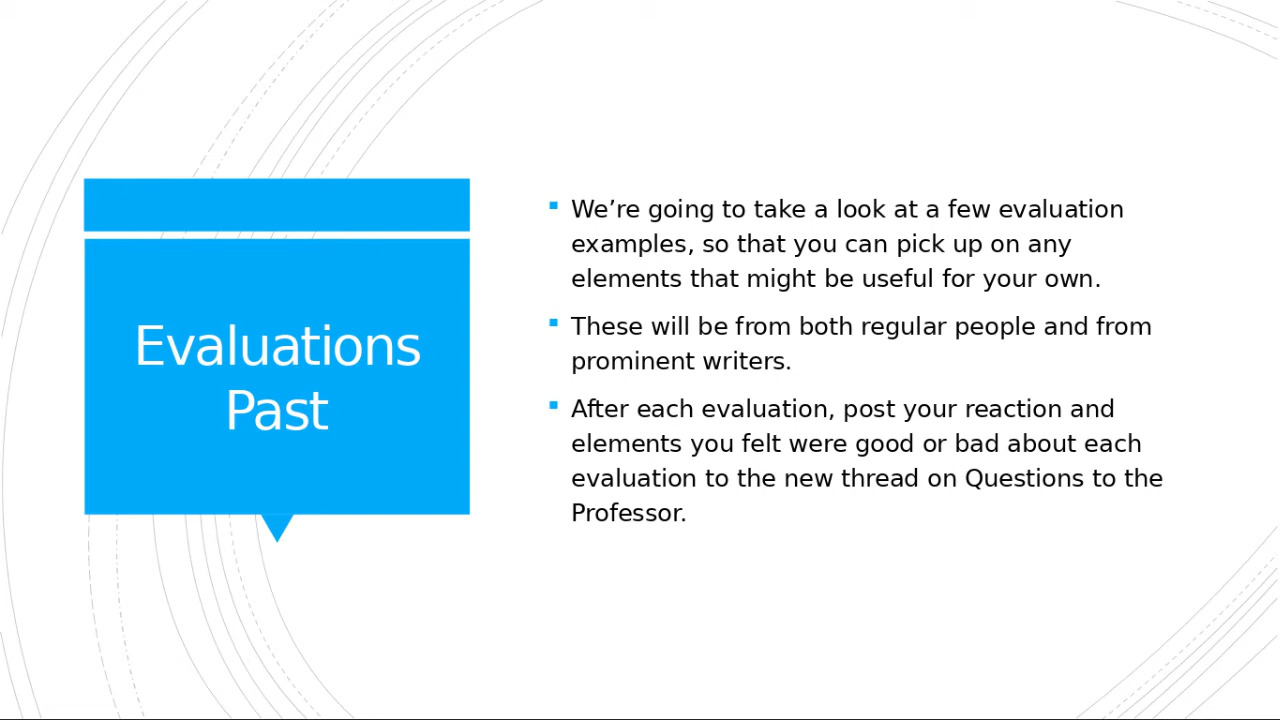 Evaluations
Past
We’re going to take a look at a few evaluation
examples, so that you can pick up on any
elements that might be useful for your own.
These will be from both regular people and from
prominent writers.
After each evaluation, post your reaction and
elements you felt were good or bad about each
evaluation to the new thread on Questions to the
Professor.